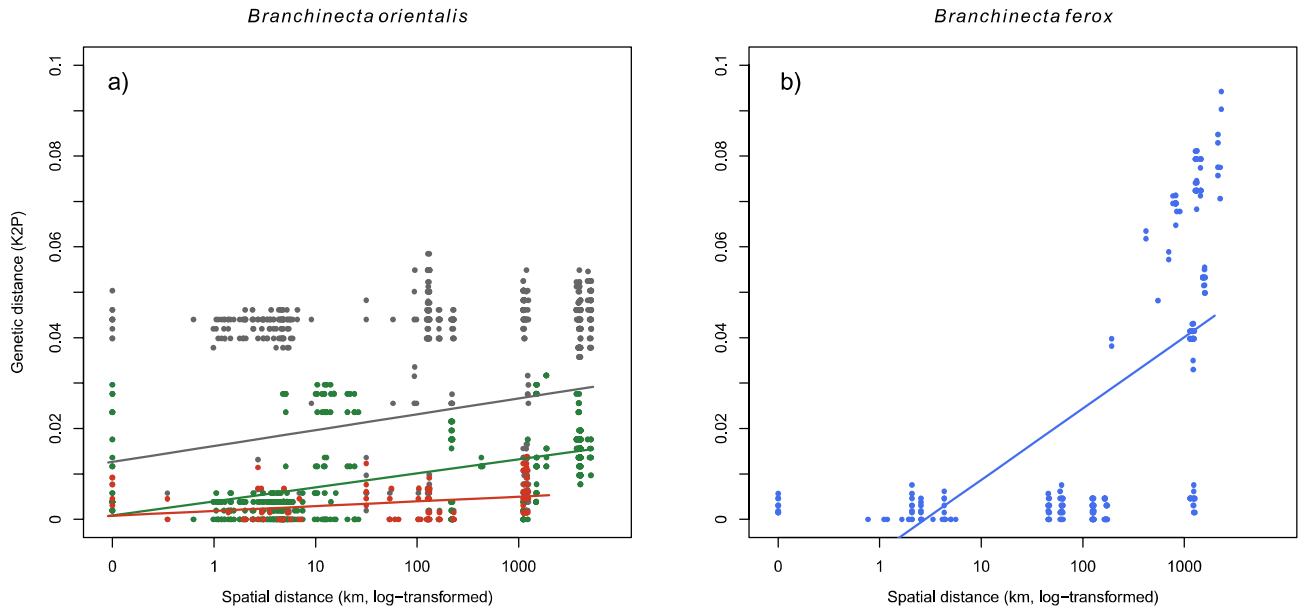 Branchinecta orientalis
Branchinecta ferox
a)
b)
Genetic distance (K2P)
0.1
0.08
0.06
0.04
0.02
0
0 1 10 100 1000
Spatial distance (km, log-transformed)
0.1
0.08
0.06
0.04
0.02
0
0 1 10 100 1000
Spatial distance (km, log-transformed)